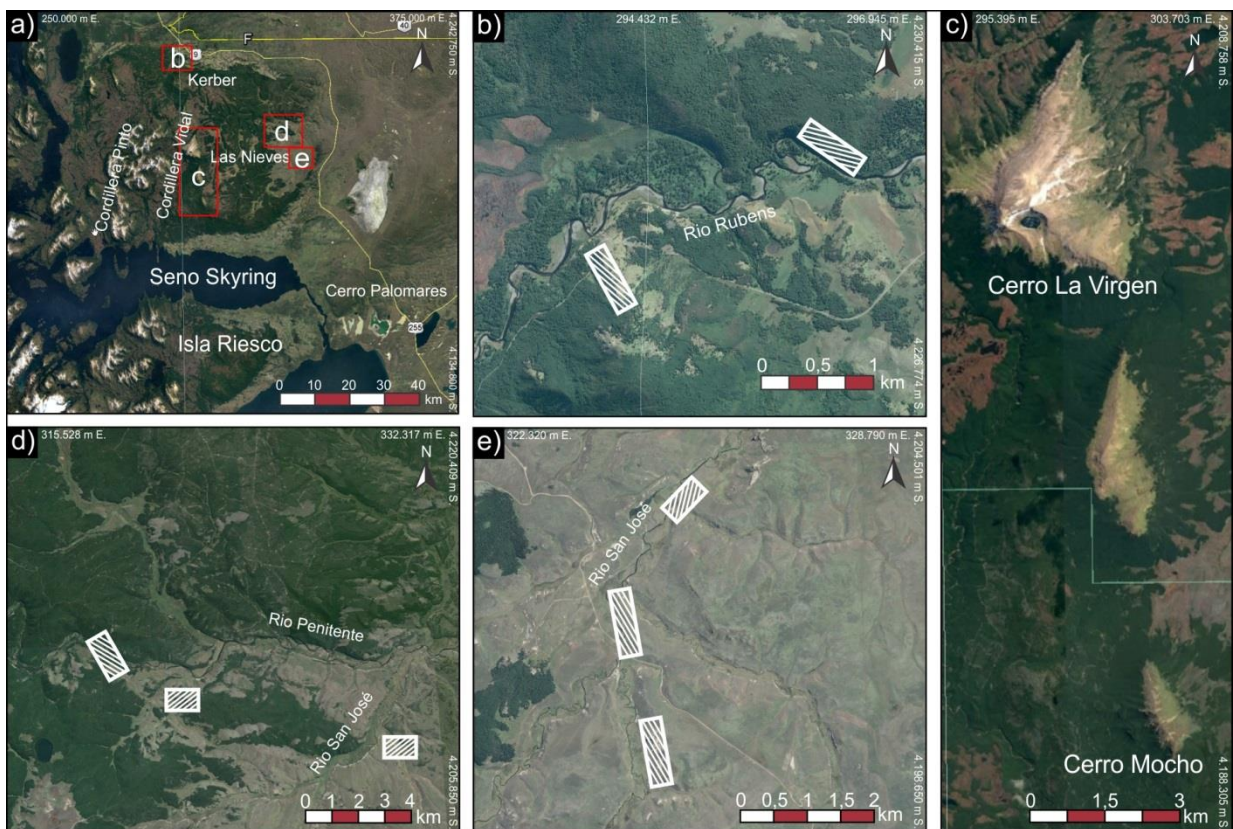 a)
250.000 m E.
375.000 m E.
40
4.242.750 m S.
F
N
b
9
Kerber
Cordillera Pinto
Cordillera Vidal
d
Las Nieves
e
c
Seno Skyring
Cerro Palomares
255
Isla Riesco
4.134.800 m S.
0 10 20 30 40
km
b)
294.432 m E.
296.945 m E.
4.230.415 m S.
N
Rio Rubens
0 0,5 1
km
4.226.774 m S.
c)
295.395 m E.
303.703 m E.
4.208.758 m S.
N
Cerro La Virgen
Cerro Mocho
0 1,5 3
km
4.188.305 m S.
d)
315.528 m E.
332.317 m E.
4.220.409 m S.
N
Rio Penitente
Rio San José
0 1 2 3 4
km
4.205.850 m S.
e)
322.320 m E.
328.790 m E.
4.204.501 m S.
N
Rio San José
0 0,5 1 1,5 2
km
4.198.650 m S.